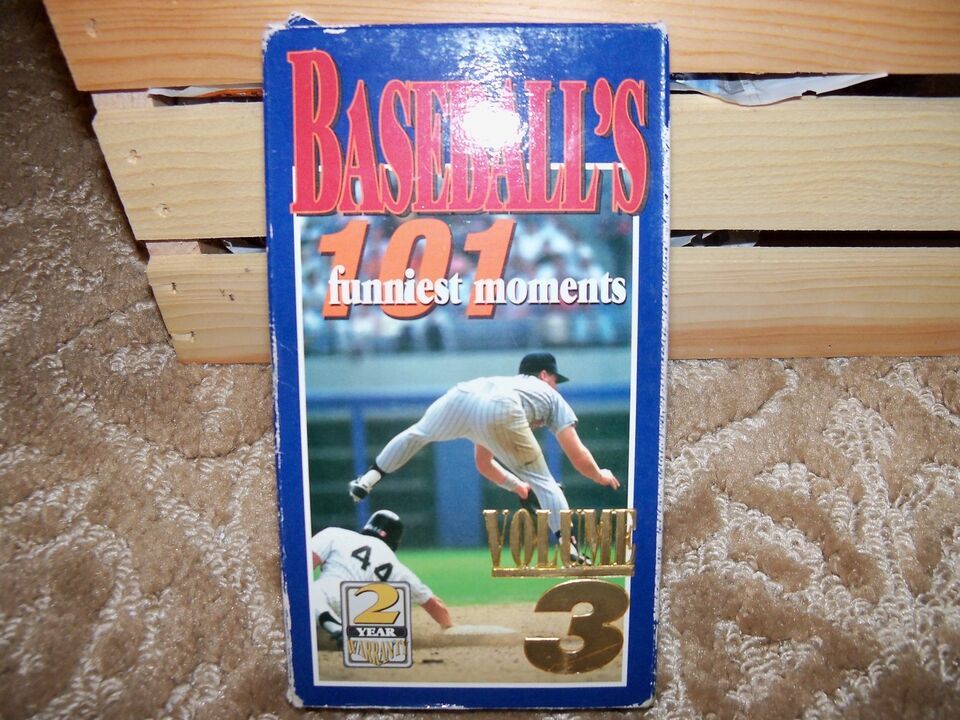 BASEBALL'S
101
funniest moments
44
VOLUME
3
2
YEAR
WARRANTY